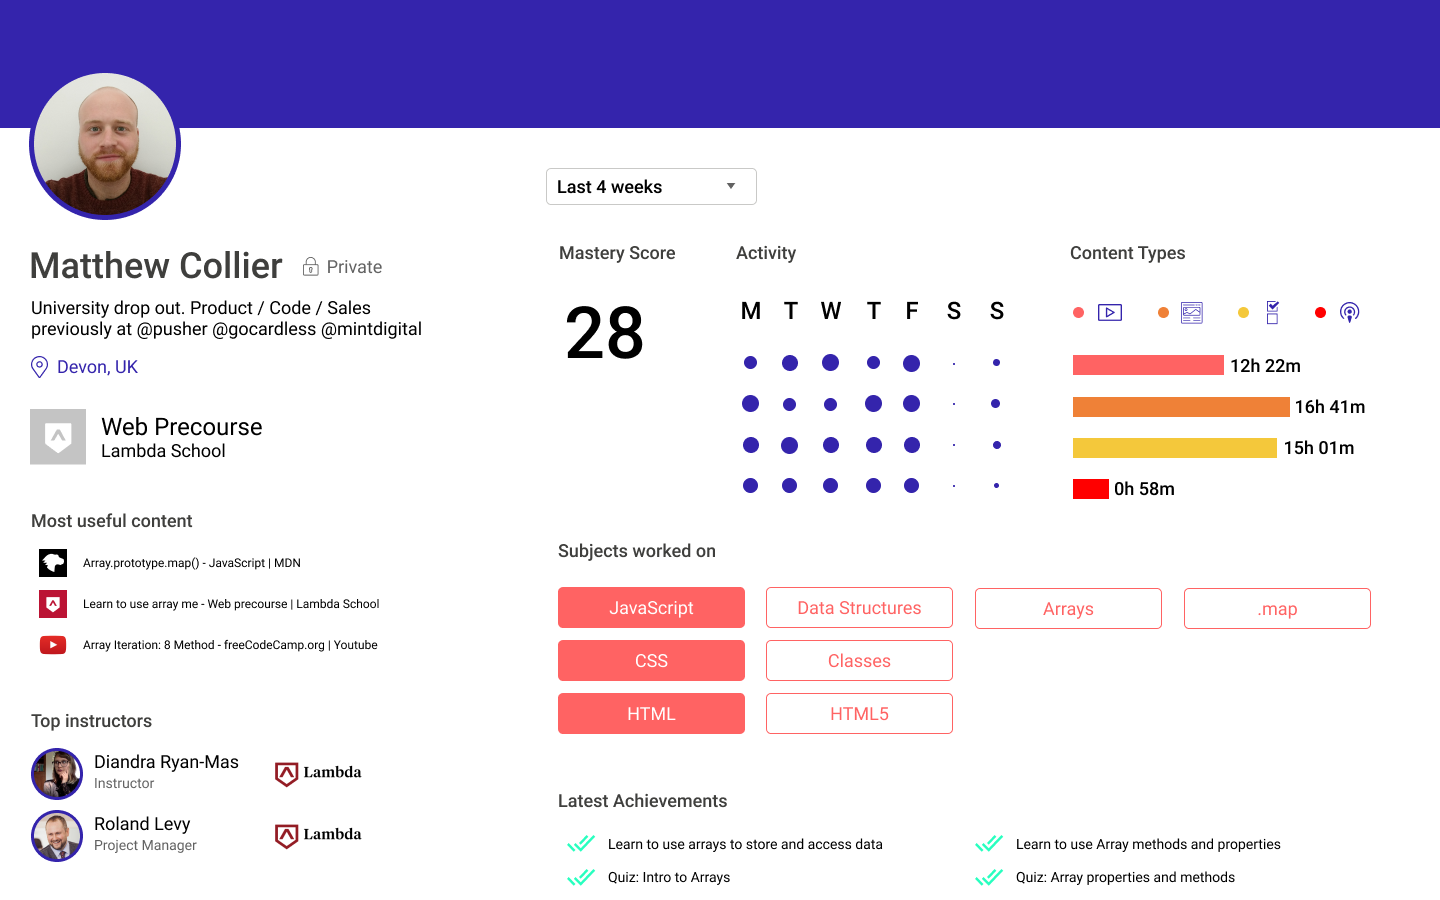 Last 4 weeks
Matthew Collier
Private
University drop out. Product / Code / Sales
previously at @pusher @gocardless @mintdigital
Devon, UK
Web Precourse
Lambda School
Most useful content
Array.prototype.map() - JavaScript | MDN
Learn to use array me - Web precourse | Lambda School
Array Iteration: 8 Method - freeCodeCamp.org | Youtube
Top instructors
Diandra Ryan-Mas
Instructor
Lambda
Roland Levy
Project Manager
Lambda
Mastery Score
28
Activity
M T W T F S S
Content Types
12h 22m
16h 41m
15h 01m
0h 58m
Subjects worked on
JavaScript
Data Structures
Arrays
.map
CSS
Classes
HTML
HTML5
Latest Achievements
Learn to use arrays to store and access data
Learn to use Array methods and properties
Quiz: Intro to Arrays
Quiz: Array properties and methods